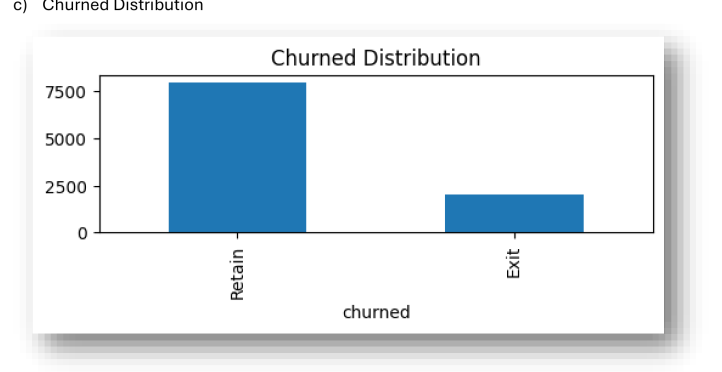 c) Churned Distribution
Churned Distribution
7500
5000
2500
0
Retain
Exit
churned